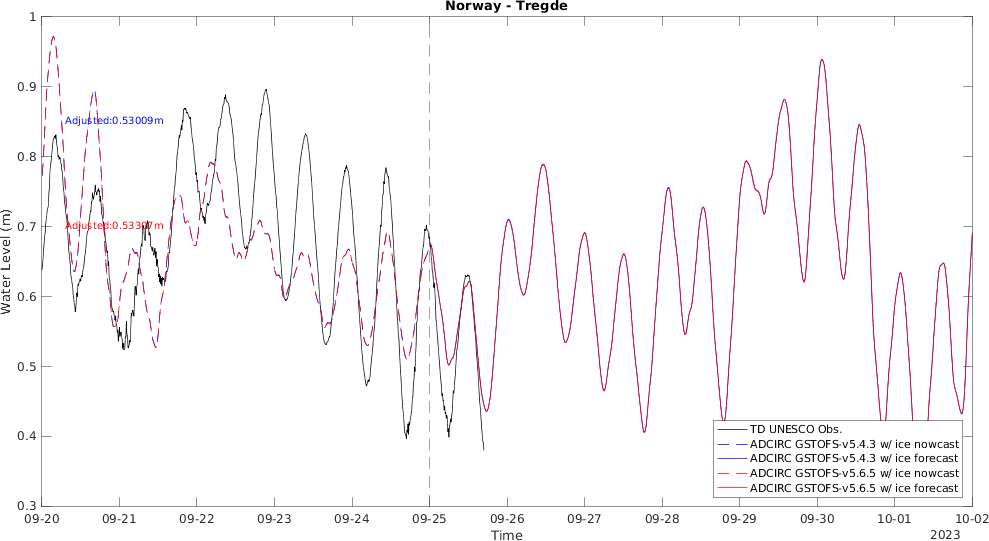 Norway - Tregde
1
0.9
0.8
0.7
0.6
0.5
0.4
0.3
Water Level (m)
Adjusted:0.53009m
09-20
09-21
09-22
09-23
09-24
09-25
09-26
09-27
09-28
09-29
09-30
10-01
10-02
Time
2023
TD UNESCO Obs.
ADCIRC GSTOFS-v5.4.3 w/ ice nowcast
ADCIRC GSTOFS-v5.4.3 w/ ice forecast
ADCIRC GSTOFS-v5.6.5 w/ ice nowcast
ADCIRC GSTOFS-v5.6.5 w/ ice forecast